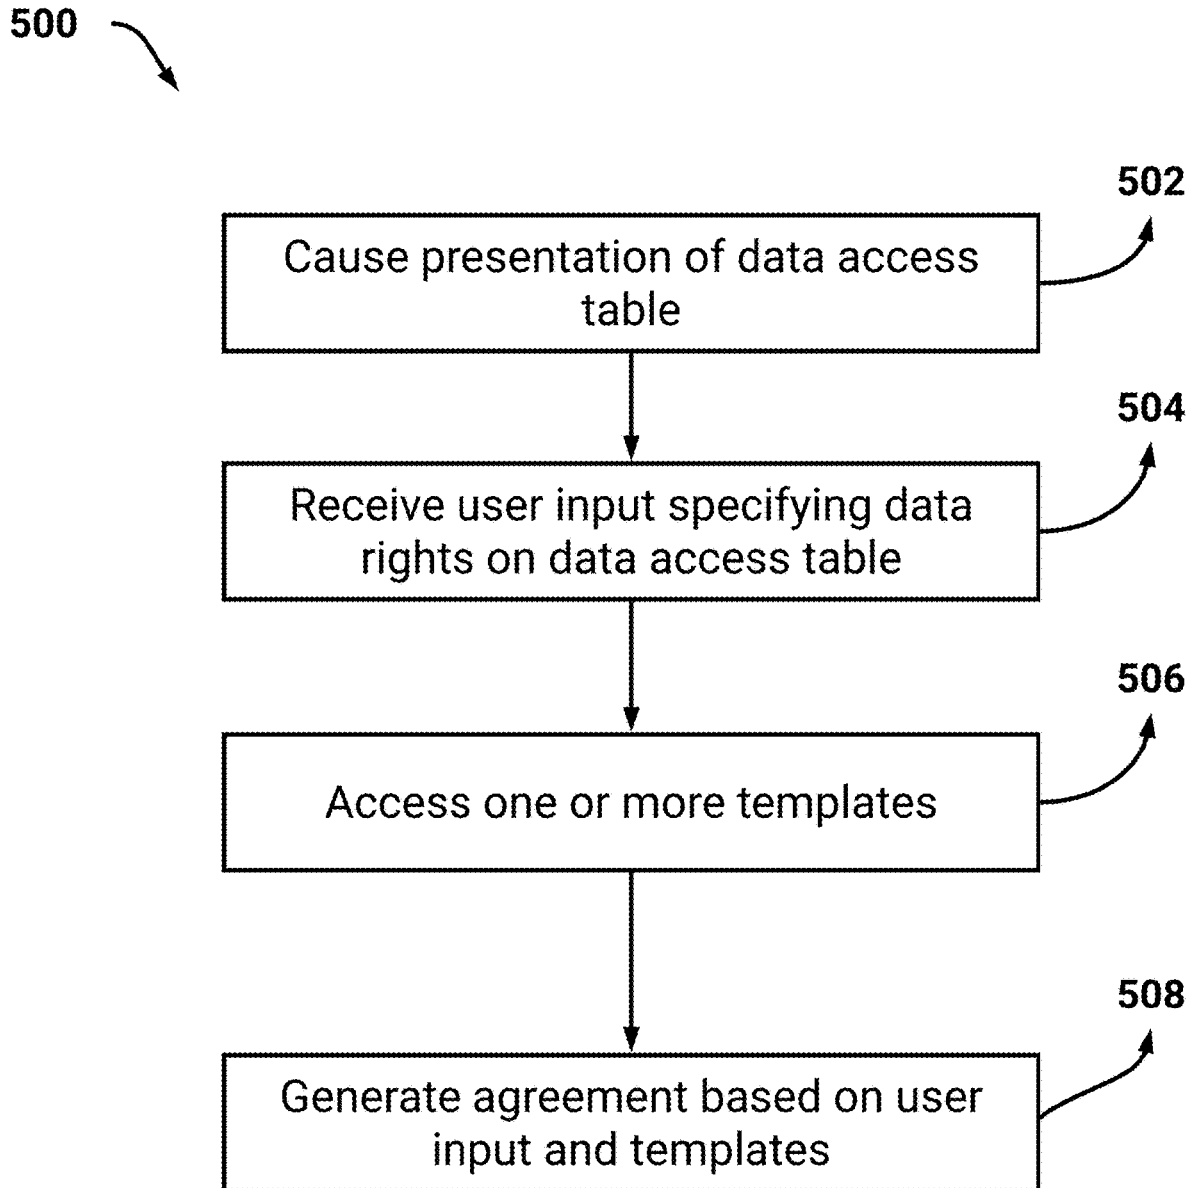 500
502
Cause presentation of data access
table
504
Receive user input specifying data
rights on data access table
506
Access one or more templates
508
Generate agreement based on user
input and templates